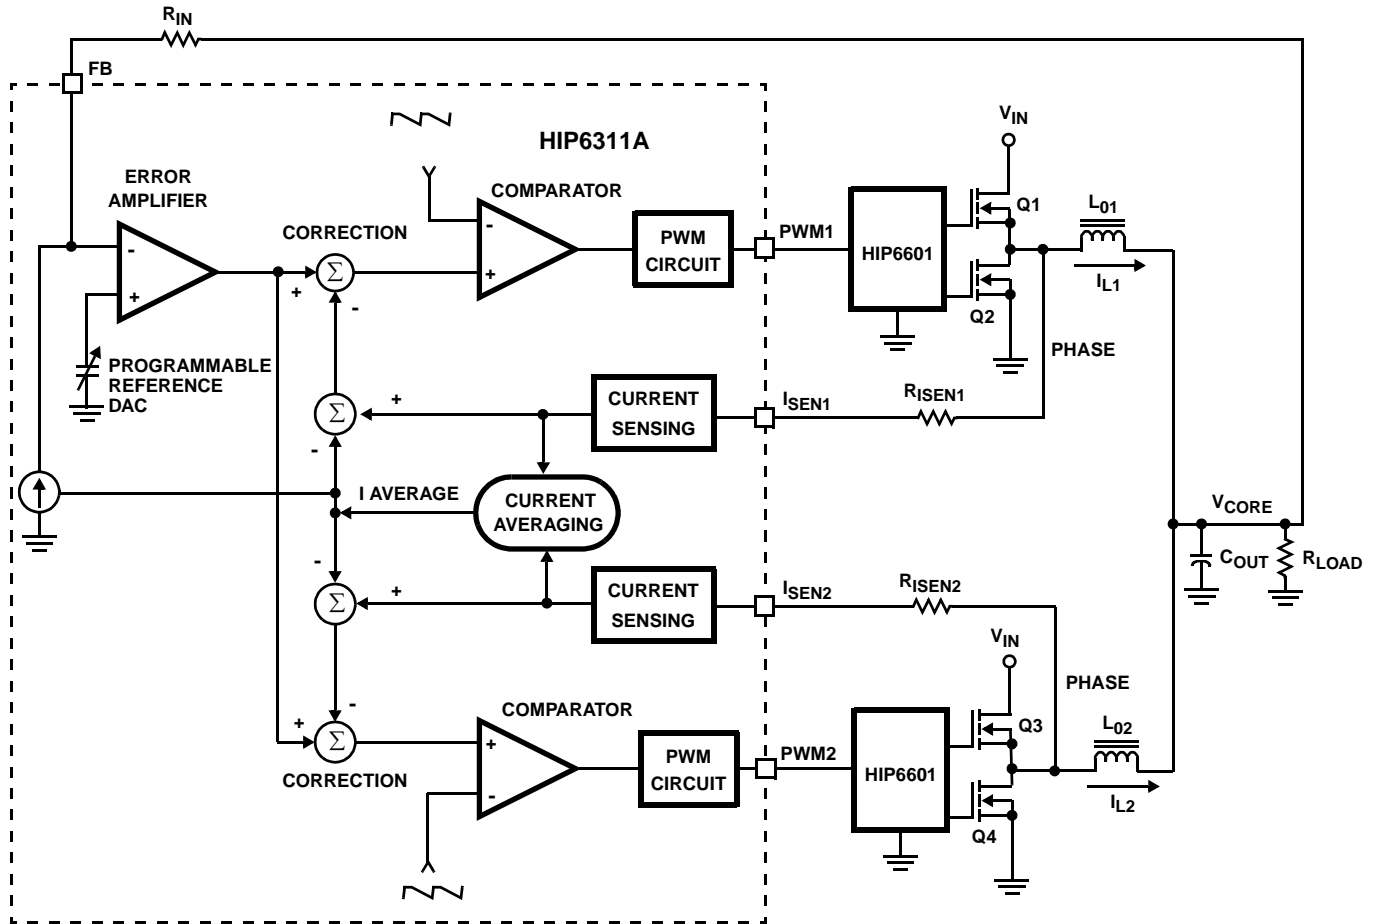 R_IN
FB
HIP6311A
V_IN
ERROR
AMPLIFIER
COMPARATOR
Q1
L_01
CORRECTION
-
-
PWM
CIRCUIT
PWM1
HIP6601
+
Σ
+
+
-
I_L1
Q2
PHASE
PROGRAMMABLE
REFERENCE
DAC
CURRENT
SENSING
I_SEN1
R_ISEN1
Σ
+
-
I AVERAGE
CURRENT
AVERAGING
V_CORE
C_OUT
R_LOAD
-
+
Σ
CURRENT
SENSING
I_SEN2
R_ISEN2
V_IN
PHASE
-
COMPARATOR
Q3
L_02
+
Σ
+
CORRECTION
-
PWM
CIRCUIT
PWM2
HIP6601
I_L2
Q4